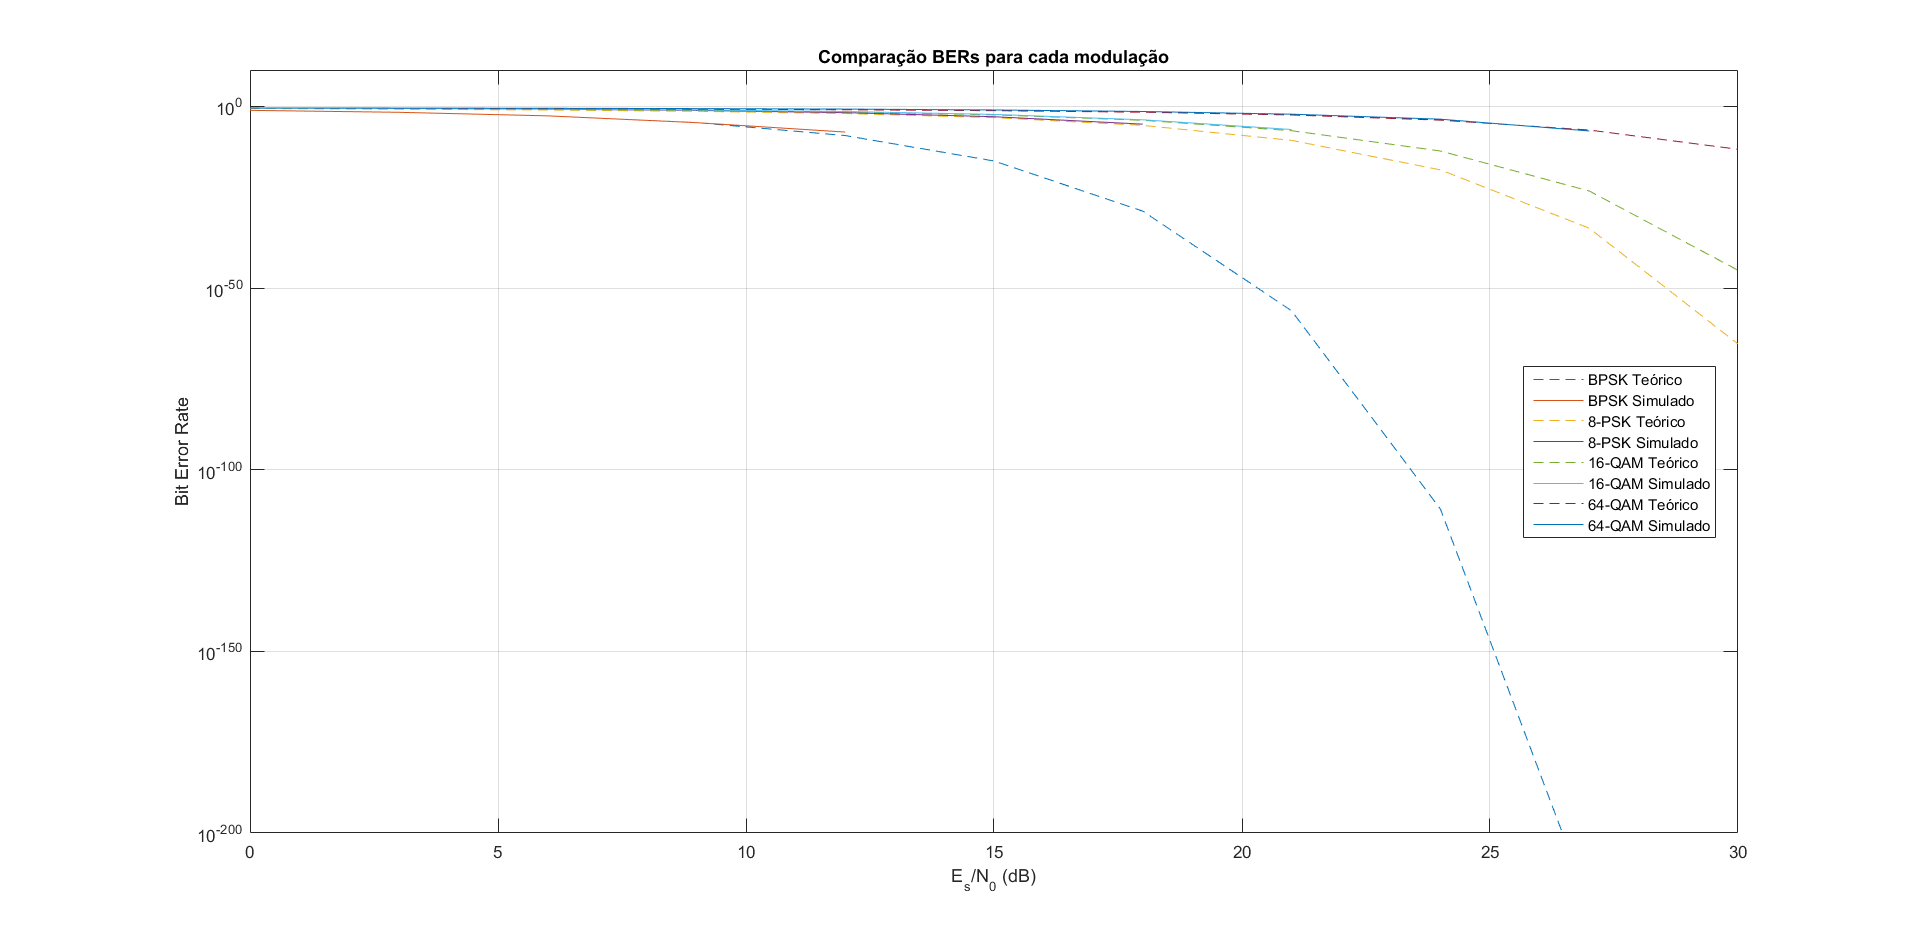 Comparação BERs para cada modulação
Bit Error Rate
10^0
10^-50
10^-100
10^-150
10^-200
0 5 10 15 20 25 30
E_s/N_0 (dB)
BPSK Teórico
BPSK Simulado
8-PSK Teórico
8-PSK Simulado
16-QAM Teórico
16-QAM Simulado
64-QAM Teórico
64-QAM Simulado